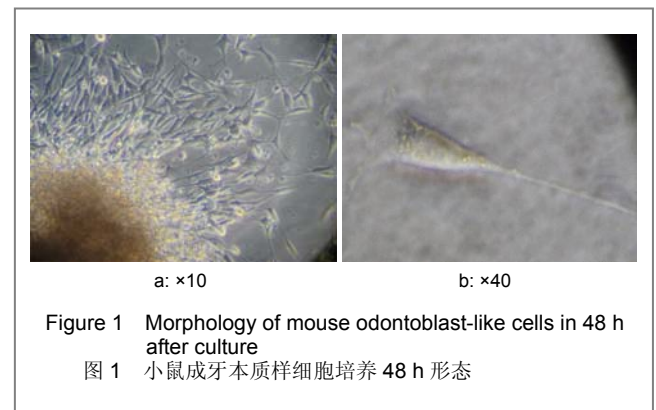 a: ×10
b: ×40
Figure 1 Morphology of mouse odontoblast-like cells in 48 h
after culture
图 1 小鼠成牙本质样细胞培养 48 h 形态